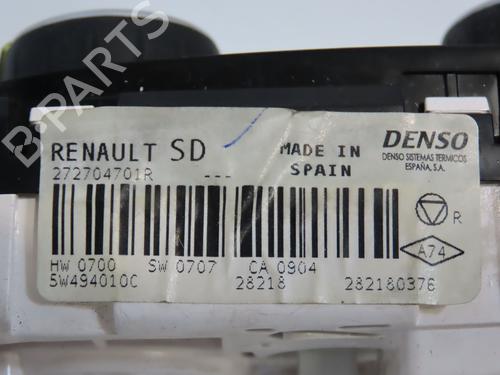 RENAULT SD
272704701R ---
MADE IN
SPAIN
DENSO
DENSO SISTEMAS TERMICOS
ESPAÑA, S.A.
R
A74
HW 0700 SW 0707 CA 0904
5W494010C 28218 282180376
B-PARTS